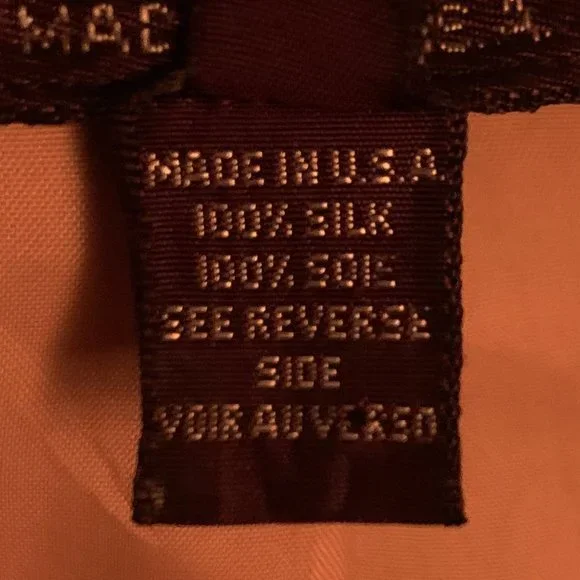 MADE IN U.S.A.
100% SILK
100% SOIE
SEE REVERSE
SIDE
VOIR AU VERSO